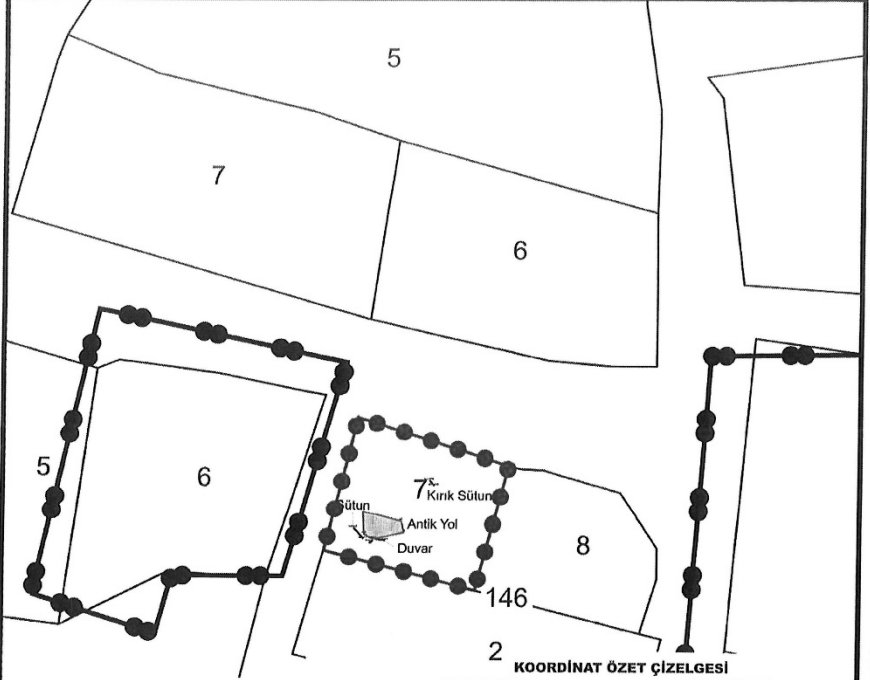 5
7
6
5
6
7
Kırık Sütun
Sütun
Antik Yol
Duvar
8
146
2
KOORDİNAT ÖZET ÇİZELGESİ